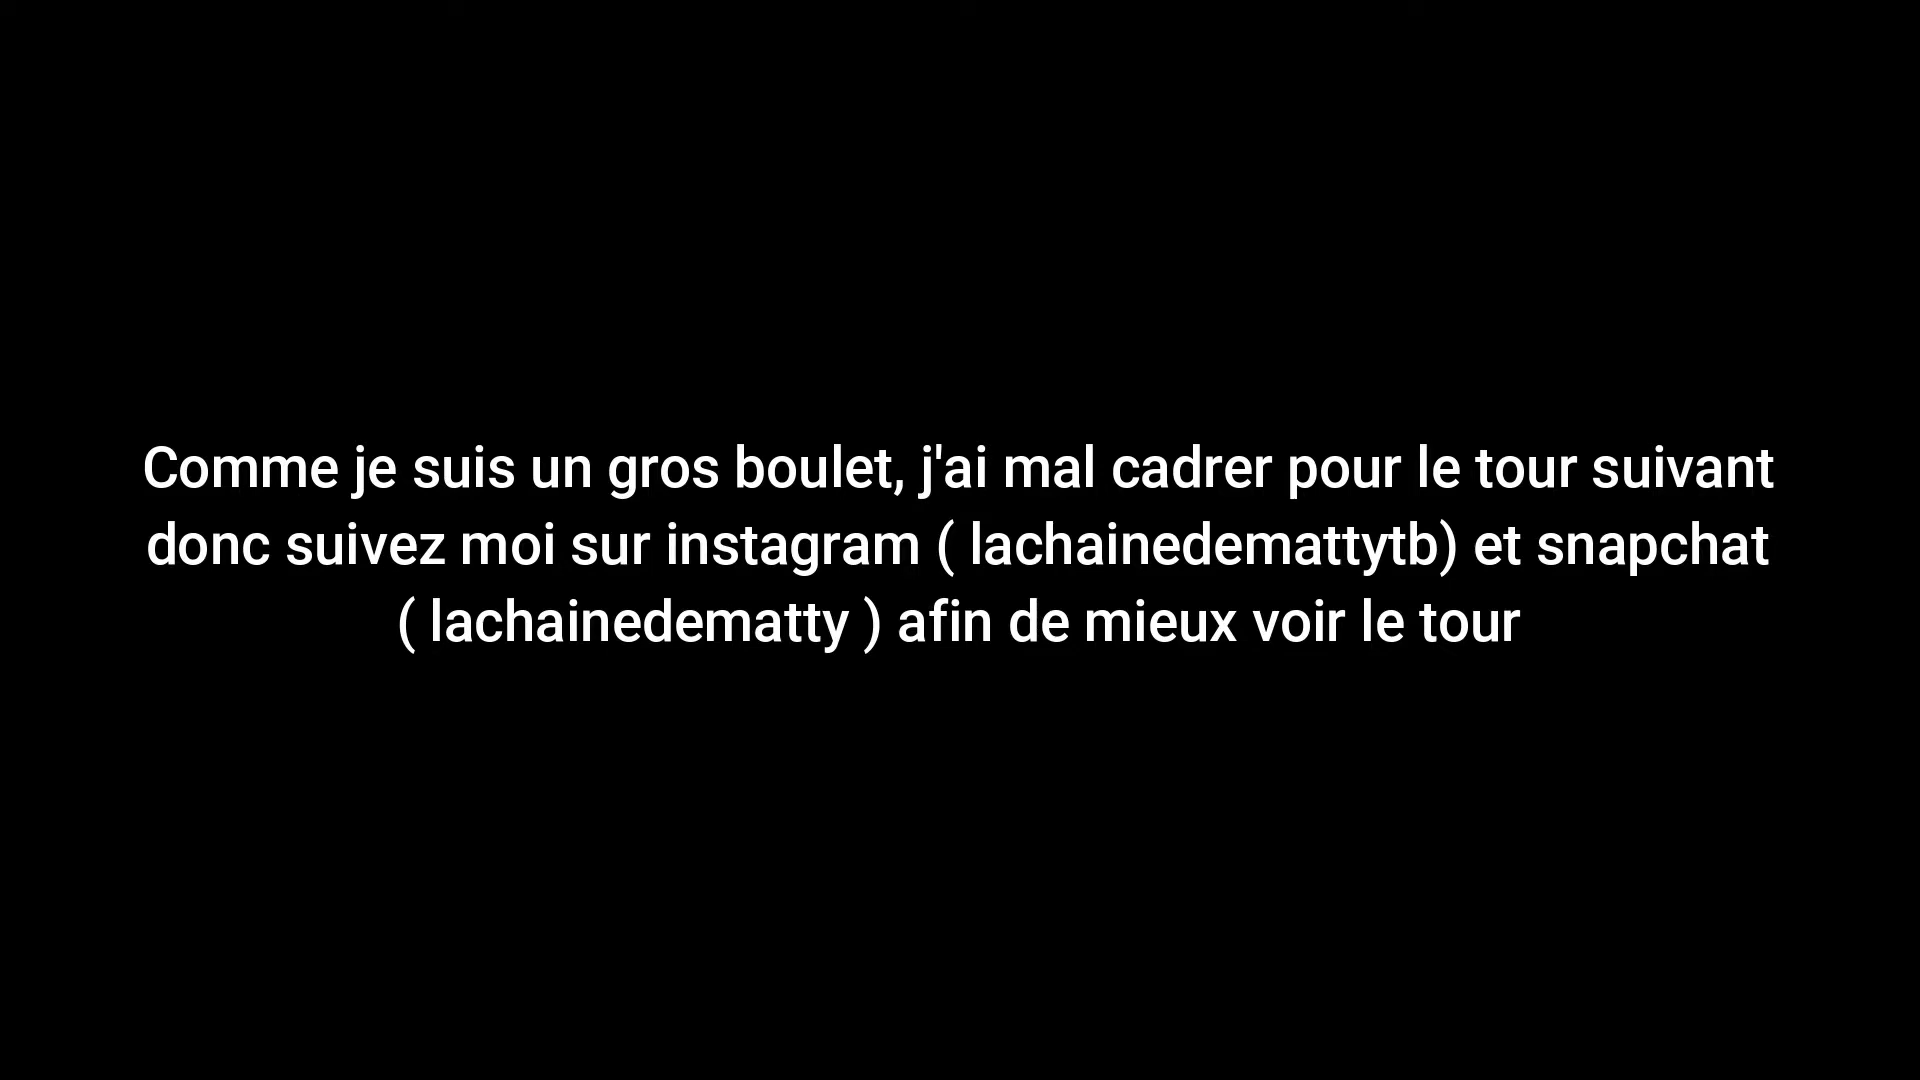 Comme je suis un gros boulet, j'ai mal cadrer pour le tour suivant
donc suivez moi sur instagram ( lachainedemattytb) et snapchat
( lachainedematty ) afin de mieux voir le tour